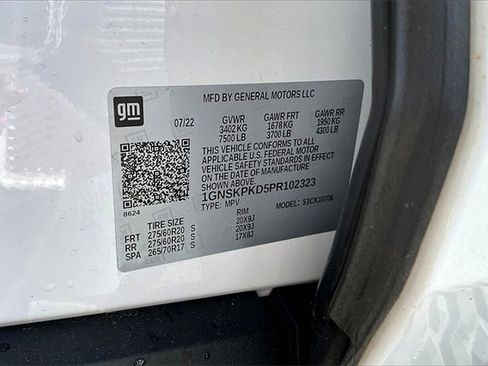 gm
MFD BY GENERAL MOTORS LLC
07/22 GVWR GAWR FRT GAWR RR
3402 KG 1678 KG 1950 KG
7500 LB 3700 LB 4300 LB
THIS VEHICLE CONFORMS TO ALL
APPLICABLE U.S. FEDERAL MOTOR
VEHICLE SAFETY STANDARDS IN EFFECT
ON THE DATE OF MANUFACTURE SHOWN ABOVE
1GNSKPKD5PR102323
8624 TYPE: MPV MODEL: 53CK10706
TIRE SIZE RIM
FRT 275/60R20 S 20X9J
RR 275/60R20 S 20X9J
SPA 265/70R17 S 17X8J